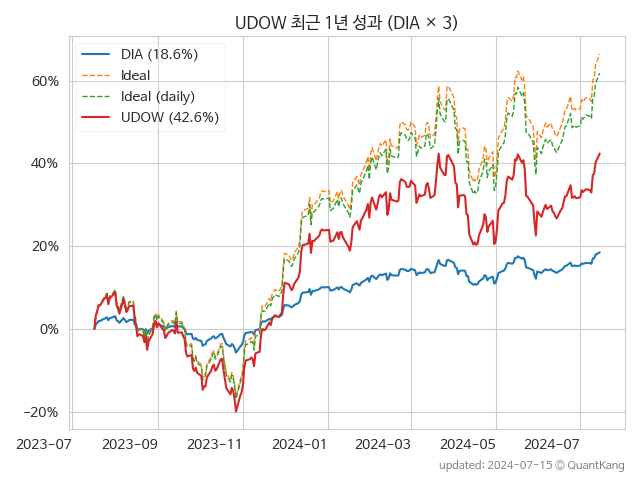 UDOW 최근 1년 성과 (DIA × 3)
DIA (18.6%)
Ideal
Ideal (daily)
UDOW (42.6%)
60%
40%
20%
0%
−20%
2023-07 2023-09 2023-11 2024-01 2024-03 2024-05 2024-07
updated: 2024-07-15 ⓒ QuantKang